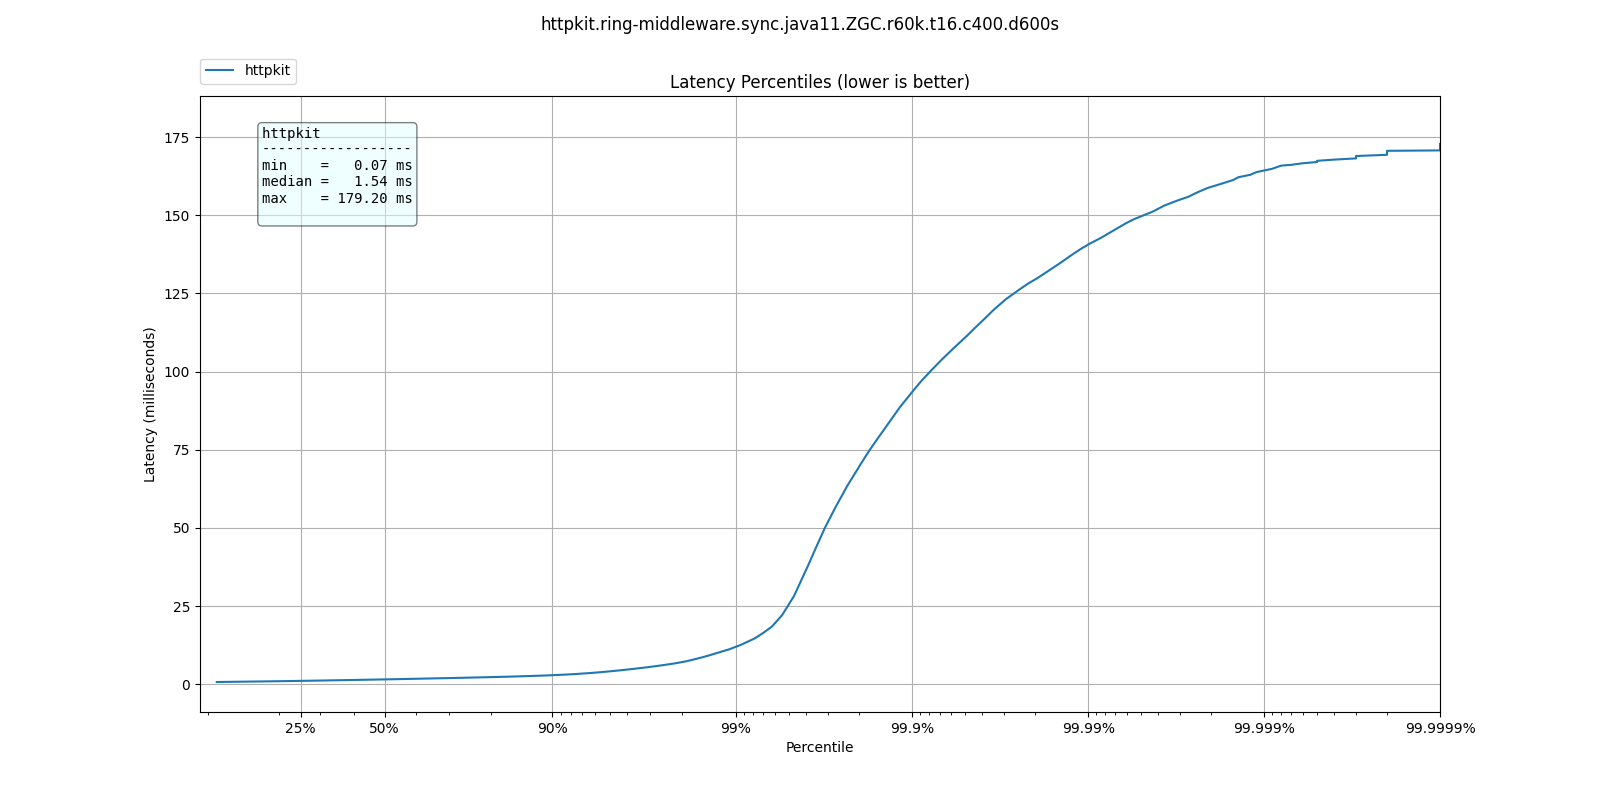 httpkit.ring-middleware.sync.java11.ZGC.r60k.t16.c400.d600s
httpkit
Latency Percentiles (lower is better)
httpkit
------------------
min    =   0.07 ms
median =   1.54 ms
max    = 179.20 ms
175
150
125
100
75
50
25
0
Latency (milliseconds)
25% 50% 90% 99% 99.9% 99.99% 99.999% 99.9999%
Percentile